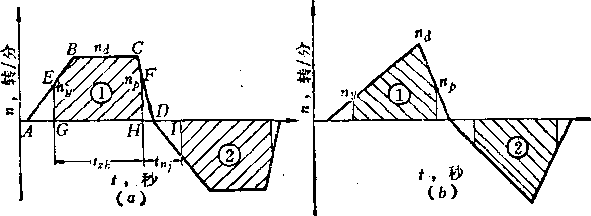 n, 转/分
A
B
C
D
E
F
G
H
I
n_d
n_y
n_p
①
②
t_zh
t_nj
t, 秒
(a)
n, 转/分
n_d
n_y
n_p
①
②
t, 秒
(b)